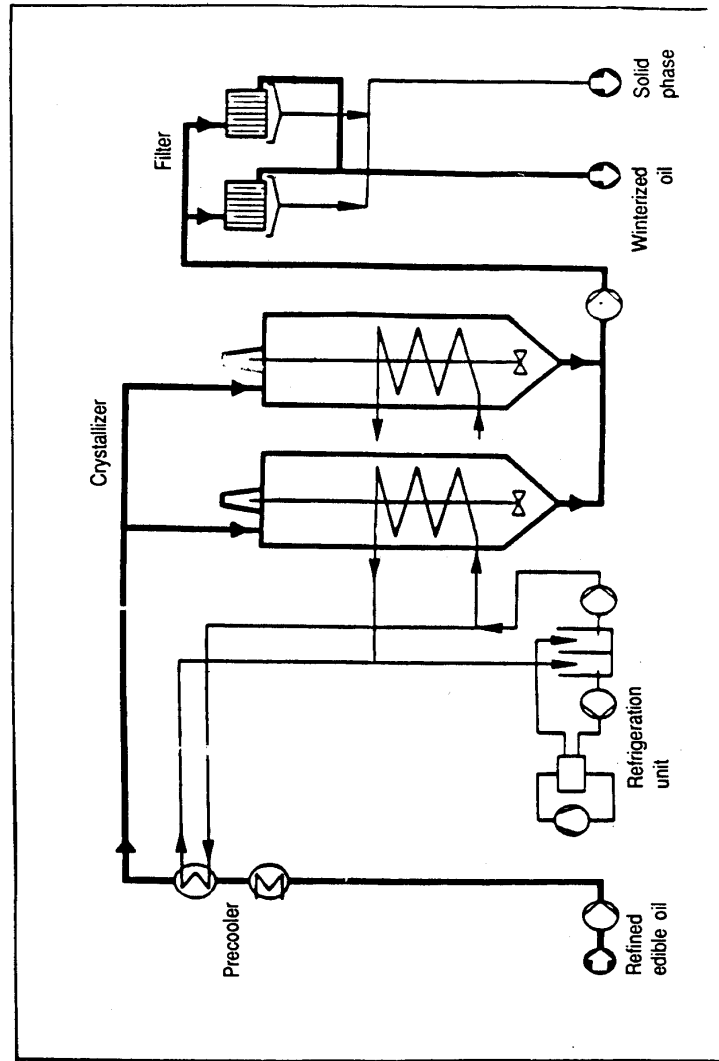 Crystallizer
Filter
Precooler
Refined
edible oil
Refrigeration
unit
Winterized oil
Solid
phase